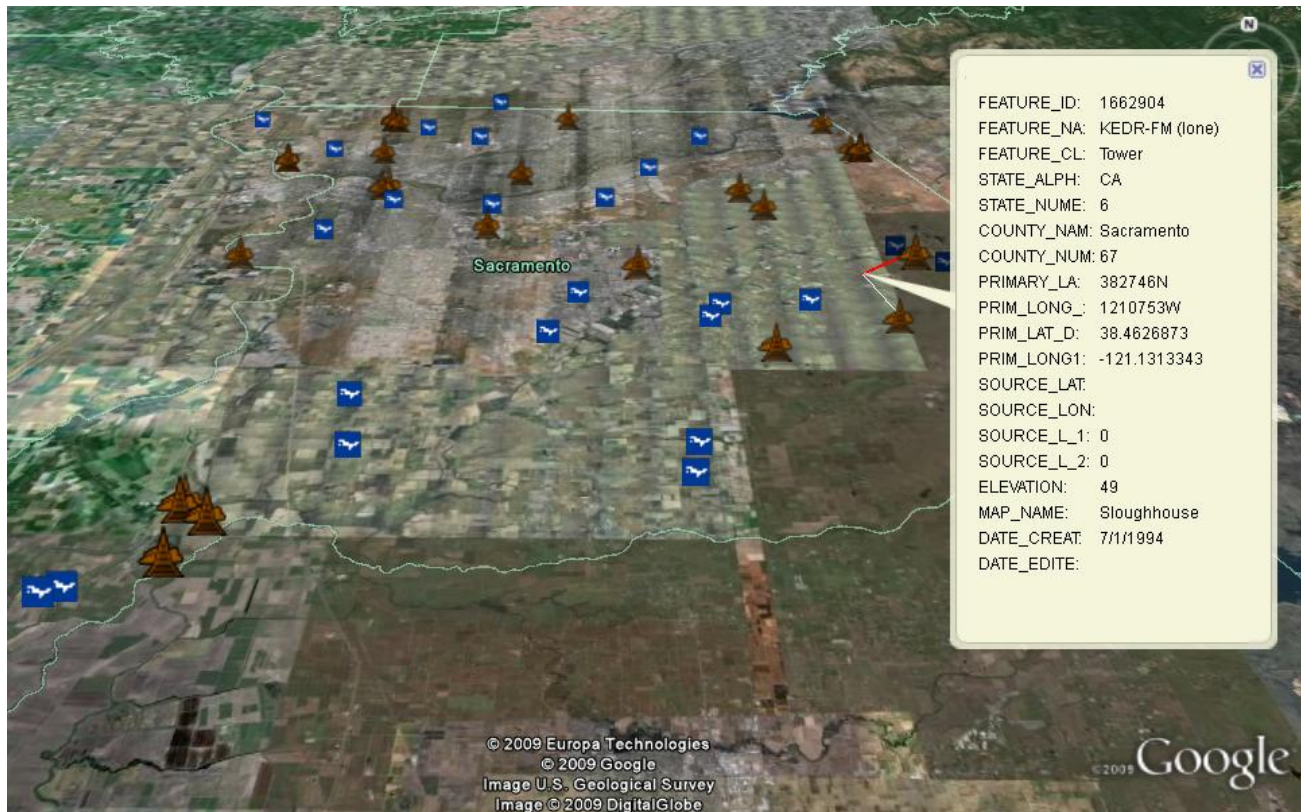 N
FEATURE_ID: 1662904
FEATURE_NA: KEDR-FM (Ione)
FEATURE_CL: Tower
STATE_ALPH: CA
STATE_NUME: 6
COUNTY_NAM: Sacramento
COUNTY_NUM: 67
PRIMARY_LA: 382746N
PRIM_LONG_: 1210753W
PRIM_LAT_D: 38.4626873
PRIM_LONG1: -121.1313343
SOURCE_LAT:
SOURCE_LON:
SOURCE_L_1: 0
SOURCE_L_2: 0
ELEVATION: 49
MAP_NAME: Sloughhouse
DATE_CREAT: 7/1/1994
DATE_EDITE:
Sacramento
© 2009 Europa Technologies
© 2009 Google
Image U.S. Geological Survey
Image © 2009 DigitalGlobe
©2009 Google